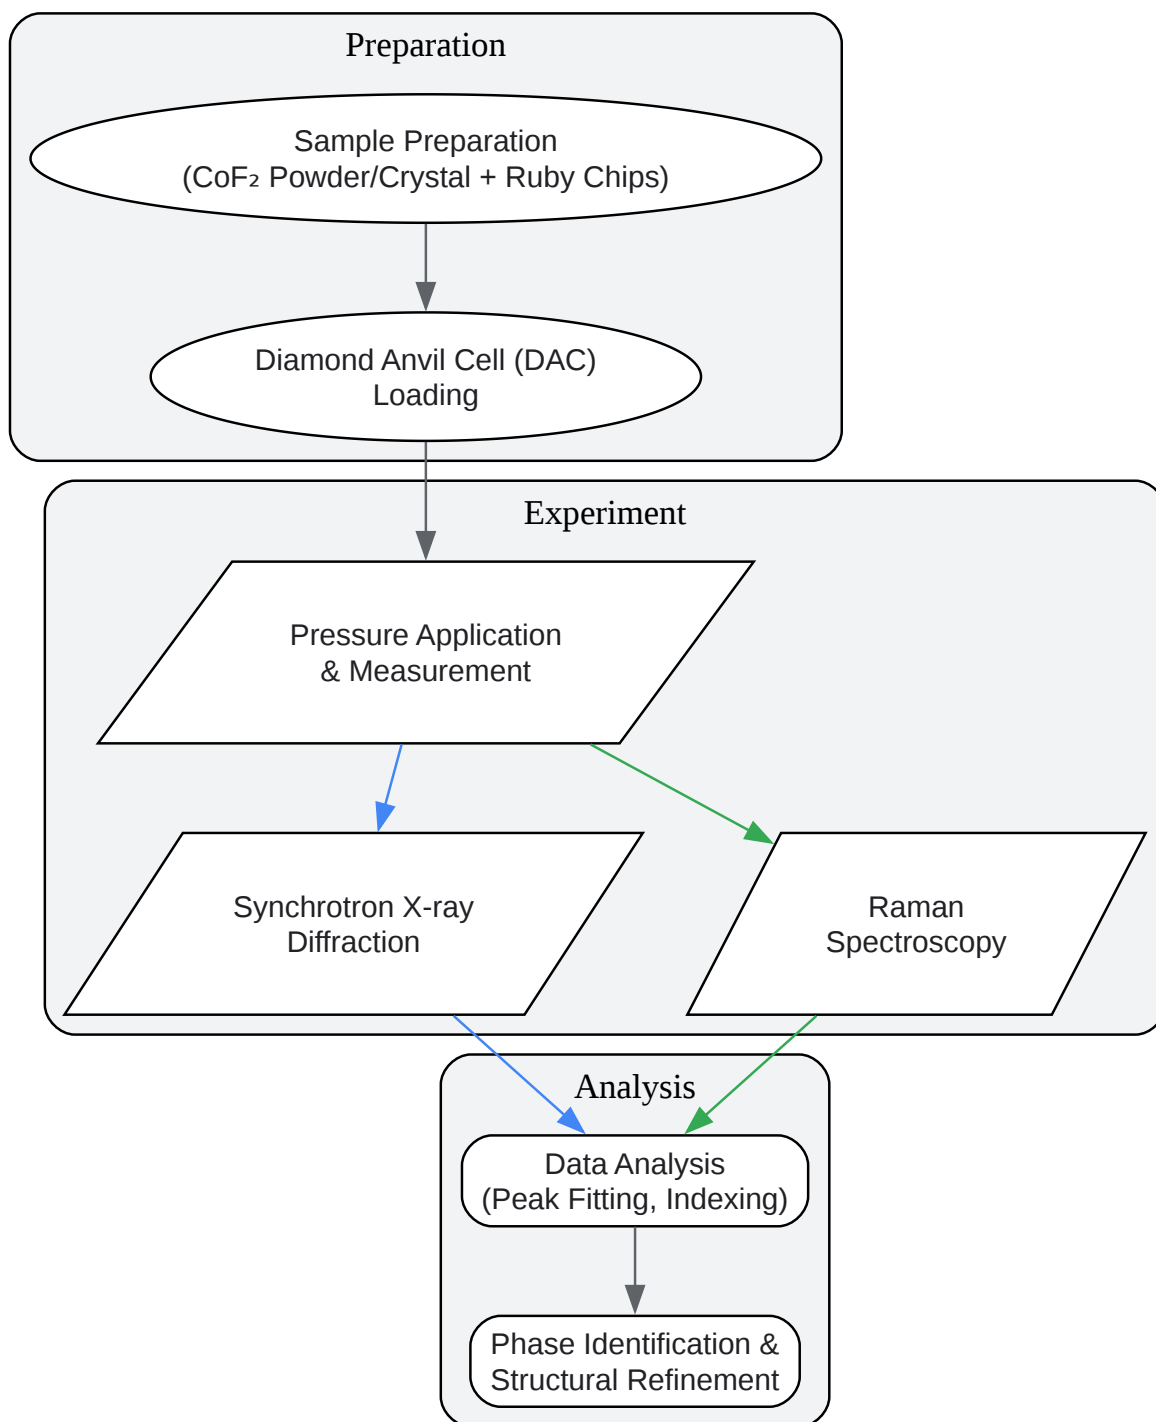 Preparation
Sample Preparation
(CoF₂ Powder/Crystal + Ruby Chips)
Diamond Anvil Cell (DAC)
Loading
Experiment
Pressure Application
& Measurement
Synchrotron X-ray
Diffraction
Raman
Spectroscopy
Analysis
Data Analysis
(Peak Fitting, Indexing)
Phase Identification &
Structural Refinement